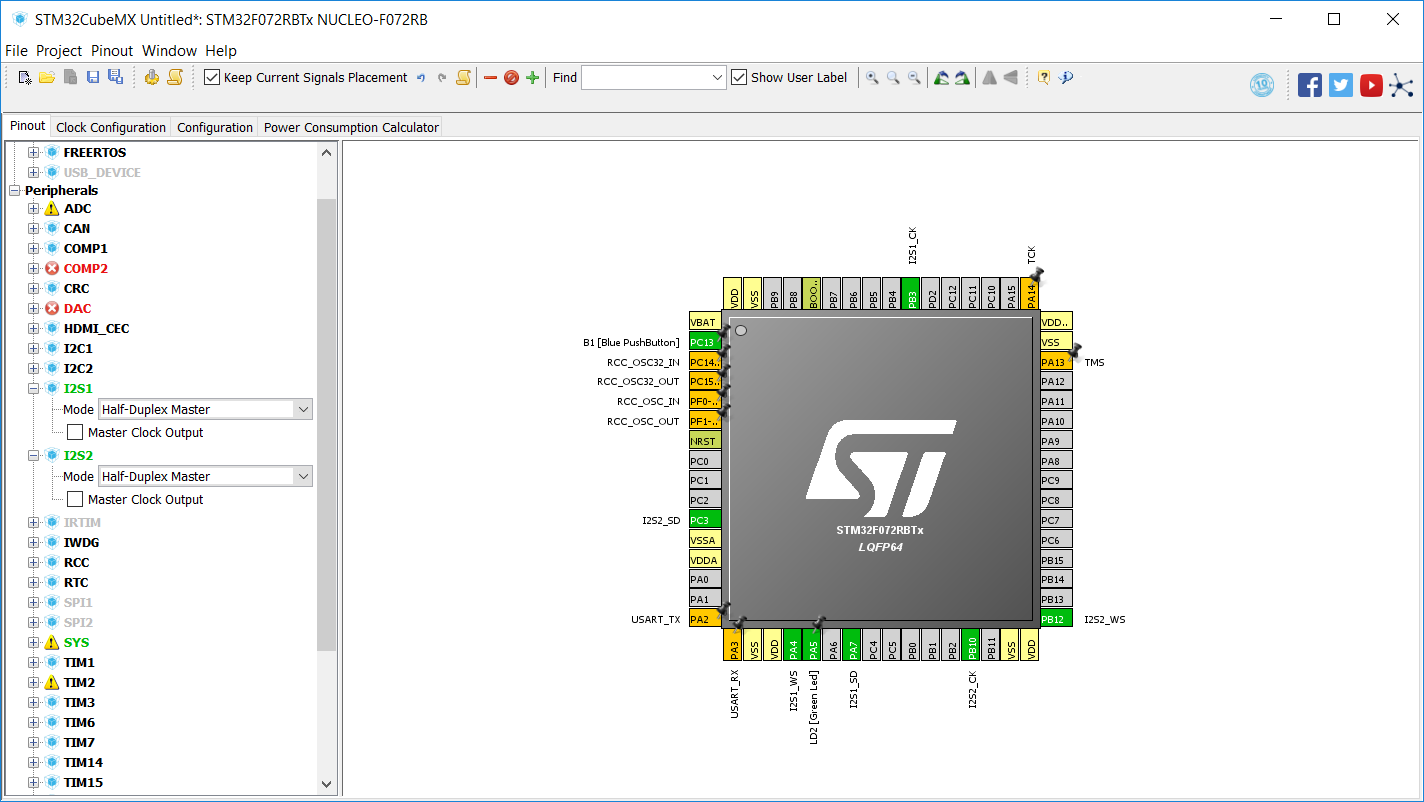 STM32CubeMX Untitled*: STM32F072RBTx NUCLEO-F072RB
File Project Pinout Window Help
Keep Current Signals Placement Find Show User Label
Pinout Clock Configuration Configuration Power Consumption Calculator
FREERTOS
USB_DEVICE
Peripherals
ADC
CAN
COMP1
COMP2
CRC
DAC
HDMI_CEC
I2C1
I2C2
I2S1
Mode Half-Duplex Master
Master Clock Output
I2S2
Mode Half-Duplex Master
Master Clock Output
IRTIM
IWDG
RCC
RTC
SPI1
SPI2
SYS
TIM1
TIM2
TIM3
TIM6
TIM7
TIM14
TIM15
I2S1_CK TCK
VDD VSS PB9 PB8 BOO.. PB7 PB6 PB5 PB4 PB3 PD2 PC12 PC11 PC10 PA15 PA14
VBAT
B1 [Blue PushButton] PC13
RCC_OSC32_IN PC14..
RCC_OSC32_OUT PC15..
RCC_OSC_IN PF0-..
RCC_OSC_OUT PF1-..
NRST
PC0
PC1
PC2
I2S2_SD PC3
VSSA
VDDA
PA0
PA1
USART_TX PA2
ST
STM32F072RBTx
LQFP64
VDD..
VSS
PA13 TMS
PA12
PA11
PA10
PA9
PA8
PC9
PC8
PC7
PC6
PB15
PB14
PB13
PB12 I2S2_WS
PA3 VSS VDD PA4 PA5 PA6 PA7 PC4 PC5 PB0 PB1 PB2 PB10 PB11 VSS VDD
USART_RX I2S1_WS LD2 [Green Led] I2S1_SD I2S2_CK